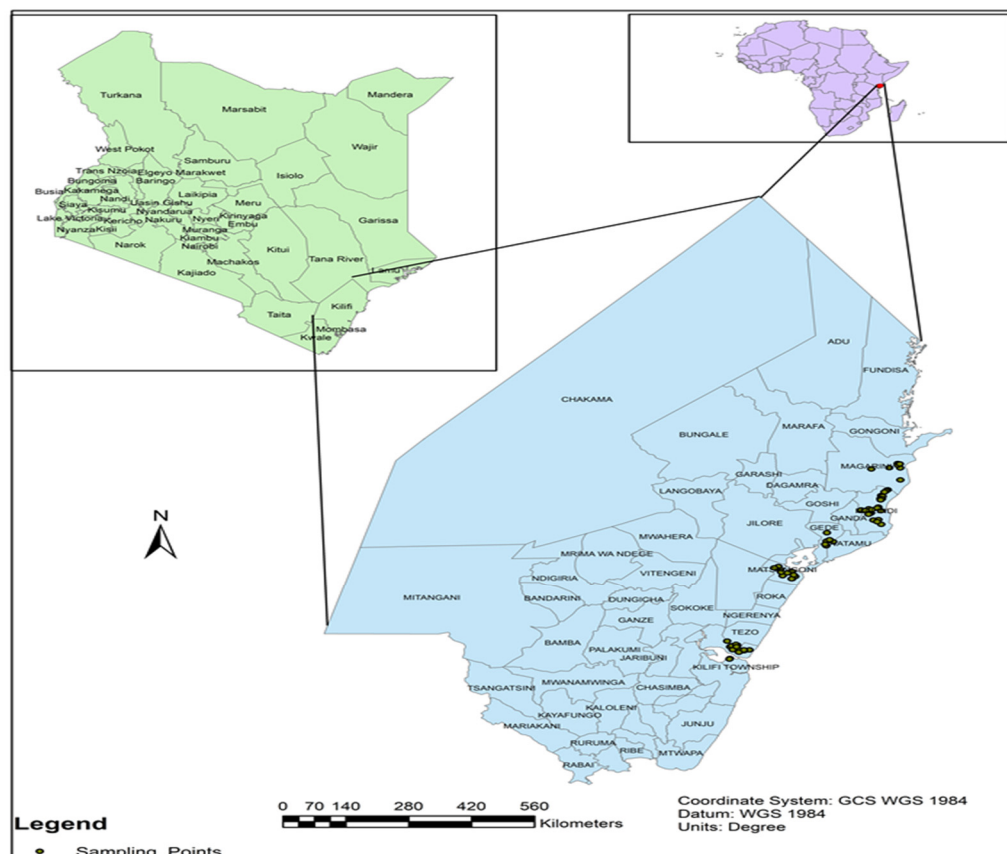 Turkana
Marsabit
Mandera
Wajir
West Pokot
Samburu
Isiolo
Trans Nzoia
Elgeyo Marakwet
Bungoma
Baringo
Busia
Kakamega
Laikipia
Nandi
Uasin Gishu
Meru
Siaya
Nyandarua
Kirinyaga
Garissa
Kisumu
Lake Victoria
Kericho
Nakuru
Nyeri
Embu
Nyanza
Kisii
Muranga
Kiambu
Narok
Nairobi
Kitui
Tana River
Machakos
Kajiado
Lamu
Taita
Kilifi
Mombasa
Kwale
ADU
FUNDISA
CHAKAMA
MARAFA
BUNGALE
GONGONI
GARASHI
DAGAMRA
LANGOBAYA
GOSHI
GANDA
JILORE
GEDE
MWAHERA
MRIMA WA NDEGE
VITENGENI
NDIGIRIA
MITANGANI
BANDARINI
DUNGICHA
ROKA
SOKOKE
NGERENYA
GANZE
TEZO
BAMBA
PALAKUMI
JARIBUNI
KILIFI TOWNSHIP
TSANGATSINI
MWANAMWINGA
CHASIMBA
KAYAFUNGO
KALOLENI
MARIAKANI
JUNJU
RURUMA
RIBE
MTWAPA
RABAI
N
0 70 140 280 420 560
Kilometers
Coordinate System: GCS WGS 1984
Datum: WGS 1984
Units: Degree
Legend
Sampling Points